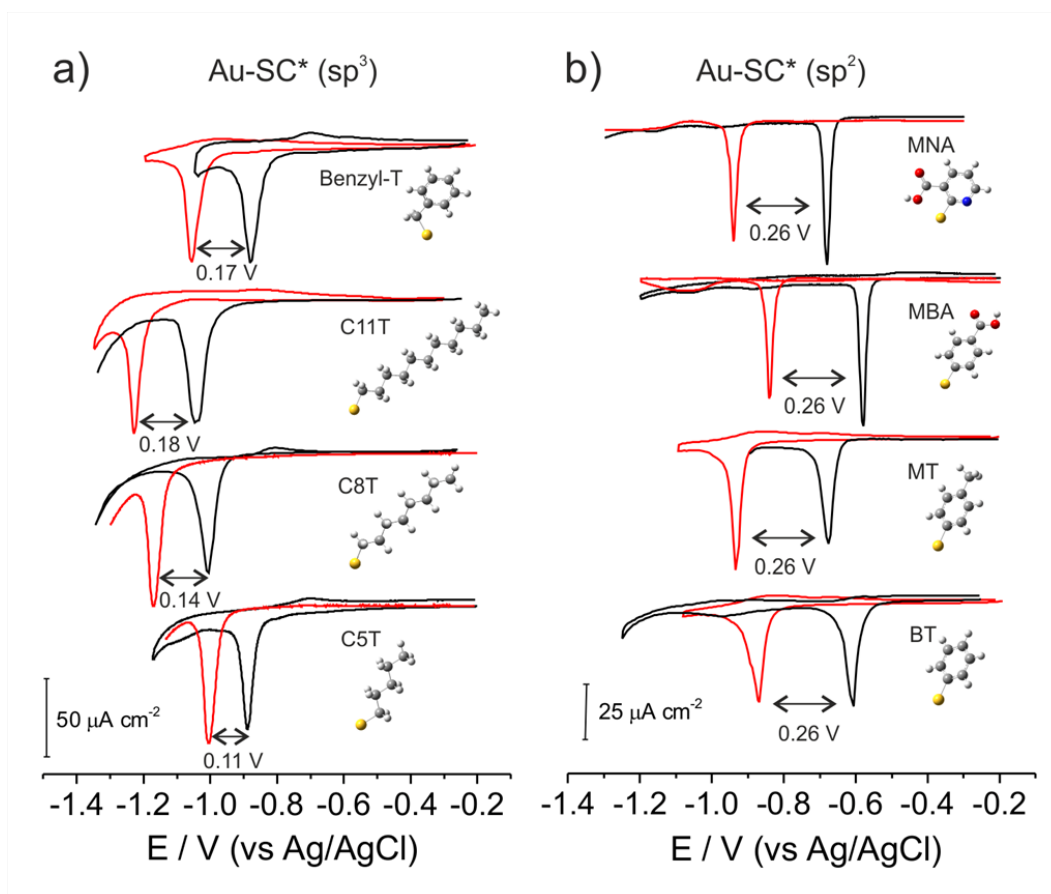 a)
Au-SC* (sp³)
Benzyl-T
0.17 V
C11T
0.18 V
C8T
0.14 V
C5T
0.11 V
50 μA cm⁻²
-1.4 -1.2 -1.0 -0.8 -0.6 -0.4 -0.2
E / V (vs Ag/AgCl)
b)
Au-SC* (sp²)
MNA
0.26 V
MBA
0.26 V
MT
0.26 V
BT
0.26 V
25 μA cm⁻²
-1.4 -1.2 -1.0 -0.8 -0.6 -0.4 -0.2
E / V (vs Ag/AgCl)